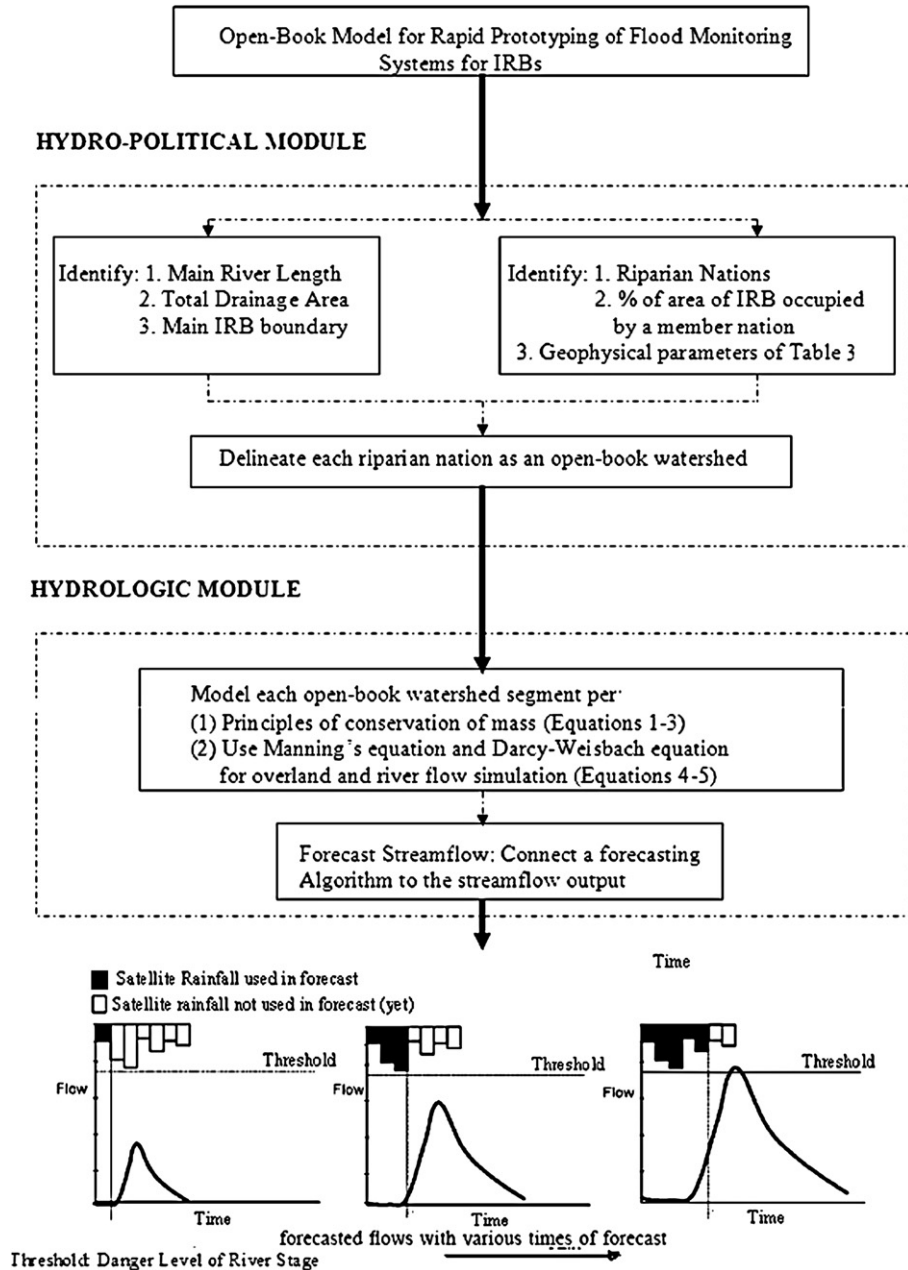 Open-Book Model for Rapid Prototyping of Flood Monitoring
Systems for IRBs
HYDRO-POLITICAL MODULE
Identify: 1. Main River Length
2. Total Drainage Area
3. Main IRB boundary
Identify: 1. Riparian Nations
2. % of area of IRB occupied
by a member nation
3. Geophysical parameters of Table 3
Delineate each riparian nation as an open-book watershed
HYDROLOGIC MODULE
Model each open-book watershed segment per:
(1) Principles of conservation of mass (Equations 1-3)
(2) Use Manning's equation and Darcy-Weisbach equation
for overland and river flow simulation (Equations 4-5)
Forecast Streamflow: Connect a forecasting
Algorithm to the streamflow output
Time
Satellite Rainfall used in forecast
Satellite rainfall not used in forecast (yet)
Threshold
Flow
Time
Threshold
Flow
Time
Threshold
Flow
Time
forecasted flows with various times of forecast
Threshold: Danger Level of River Stage